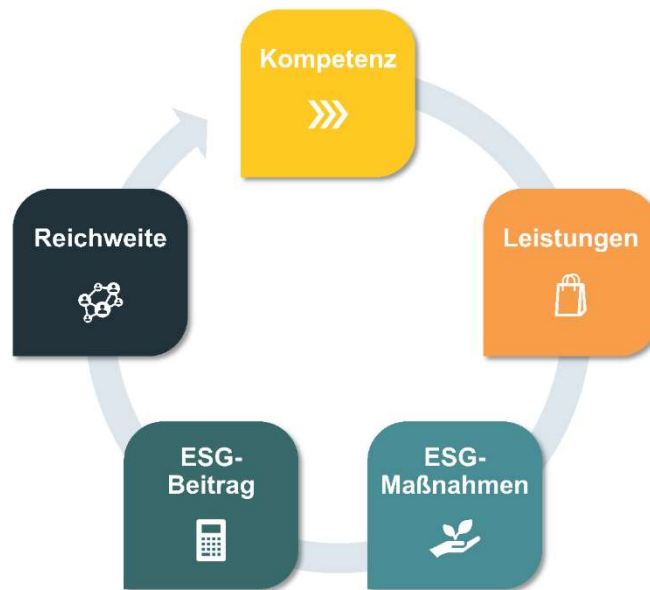 Kompetenz
Leistungen
ESG-
Maßnahmen
ESG-
Beitrag
Reichweite